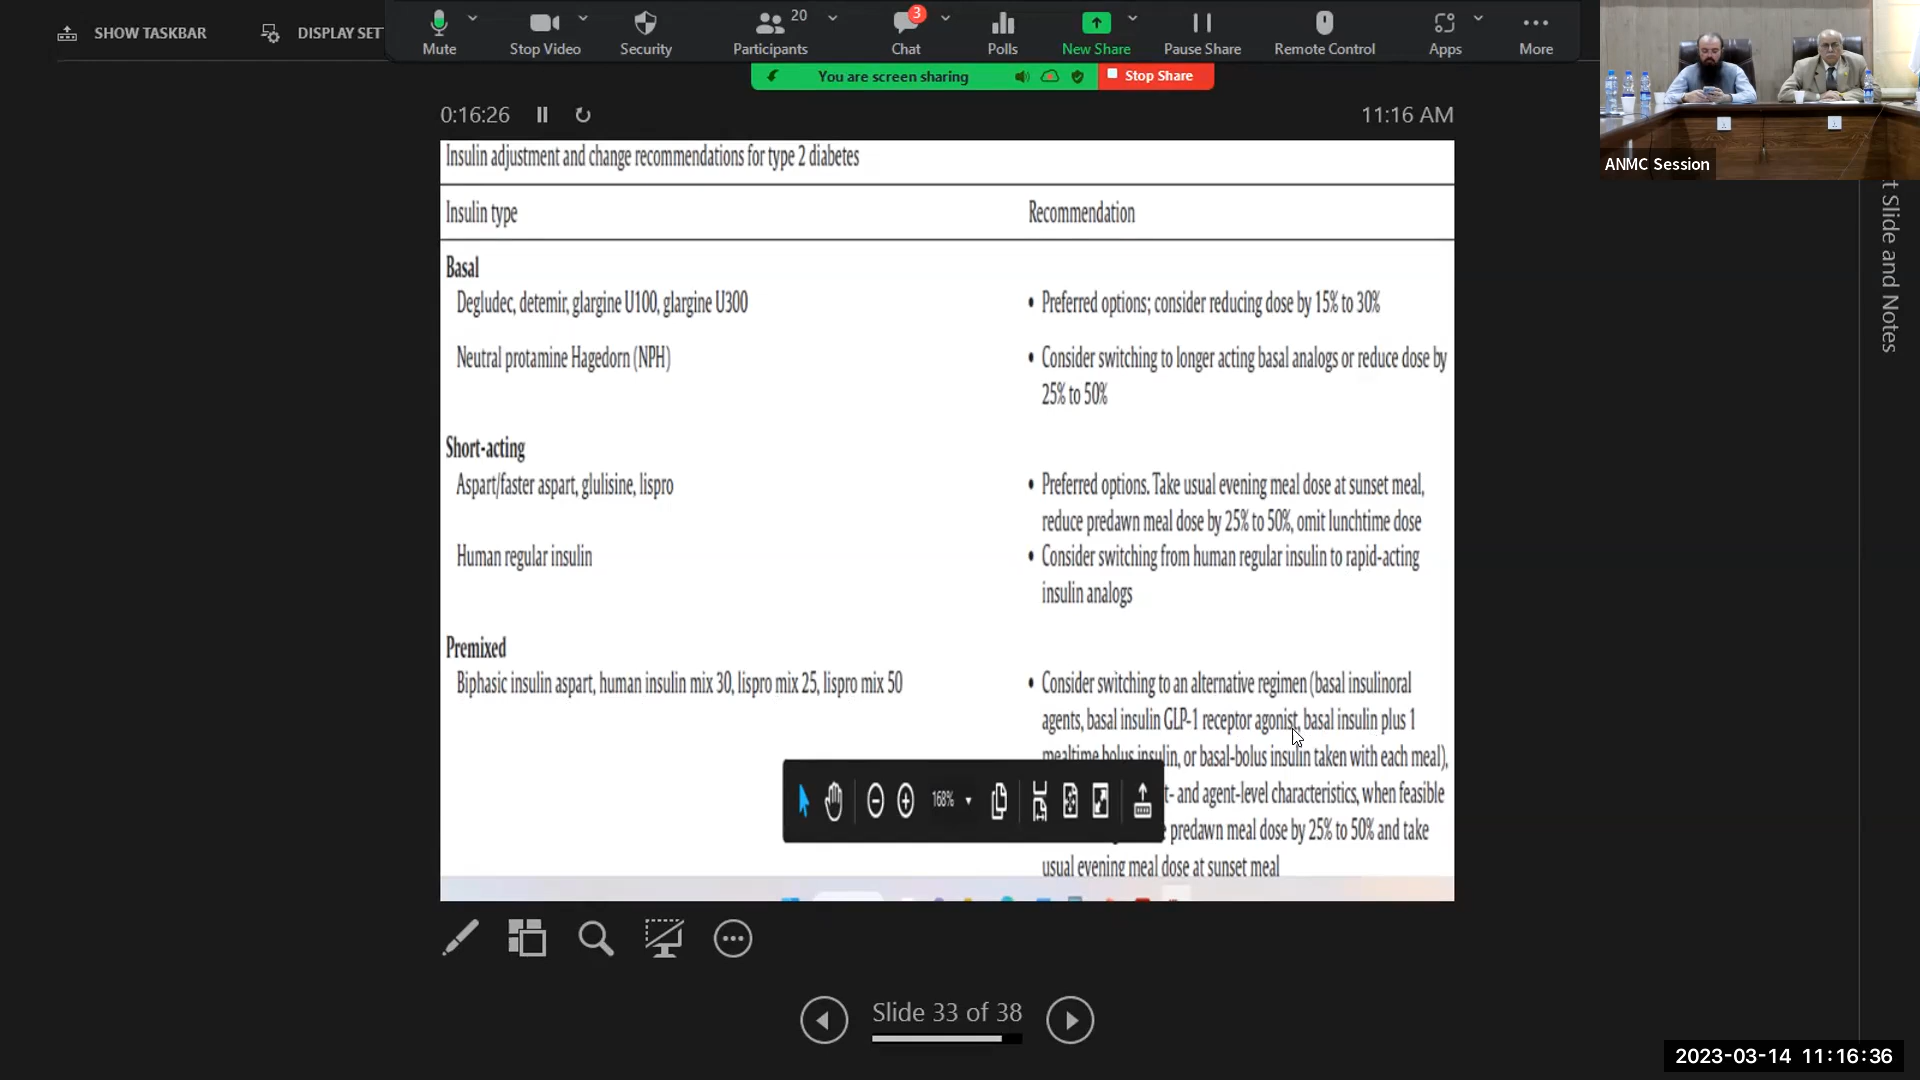 SHOW TASKBAR
DISPLAY SET
Mute
Stop Video
Security
20
Participants
3
Chat
Polls
New Share
Pause Share
Remote Control
Apps
More
You are screen sharing
Stop Share
ANMC Session
0:16:26
11:16 AM
t Slide and Notes
Insulin adjustment and change recommendations for type 2 diabetes
Insulin type Recommendation
Basal
Degludec, detemir, glargine U100, glargine U300 • Preferred options; consider reducing dose by 15% to 30%
Neutral protamine Hagedorn (NPH) • Consider switching to longer acting basal analogs or reduce dose by
25% to 50%
Short-acting
Aspart/faster aspart, glulisine, lispro • Preferred options. Take usual evening meal dose at sunset meal,
reduce predawn meal dose by 25% to 50%, omit lunchtime dose
Human regular insulin • Consider switching from human regular insulin to rapid-acting
insulin analogs
Premixed
Biphasic insulin aspart, human insulin mix 30, lispro mix 25, lispro mix 50 • Consider switching to an alternative regimen (basal insulinoral
agents, basal insulin GLP-1 receptor agonist, basal insulin plus 1
mealtime bolus insulin, or basal-bolus insulin taken with each meal),
t- and agent-level characteristics, when feasible
predawn meal dose by 25% to 50% and take
usual evening meal dose at sunset meal
168%
Slide 33 of 38
2023-03-14 11:16:36